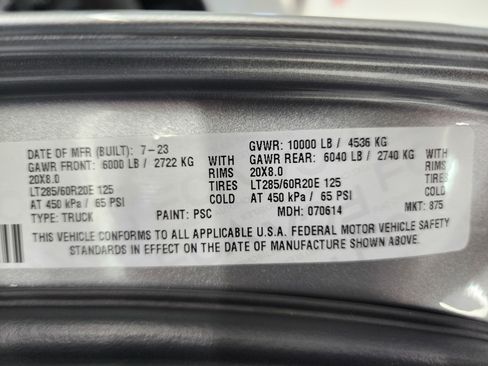 DATE OF MFR (BUILT): 7-23 GVWR: 10000 LB / 4536 KG
GAWR FRONT: 6000 LB / 2722 KG WITH GAWR REAR: 6040 LB / 2740 KG WITH
20X8.0 RIMS 20X8.0 RIMS
LT285/60R20E 125 TIRES LT285/60R20E 125 TIRES
AT 450 kPa / 65 PSI COLD AT 450 kPa / 65 PSI COLD
TYPE: TRUCK PAINT: PSC MDH: 070614 MKT: 875
THIS VEHICLE CONFORMS TO ALL APPLICABLE U.S.A. FEDERAL MOTOR VEHICLE SAFETY
STANDARDS IN EFFECT ON THE DATE OF MANUFACTURE SHOWN ABOVE.